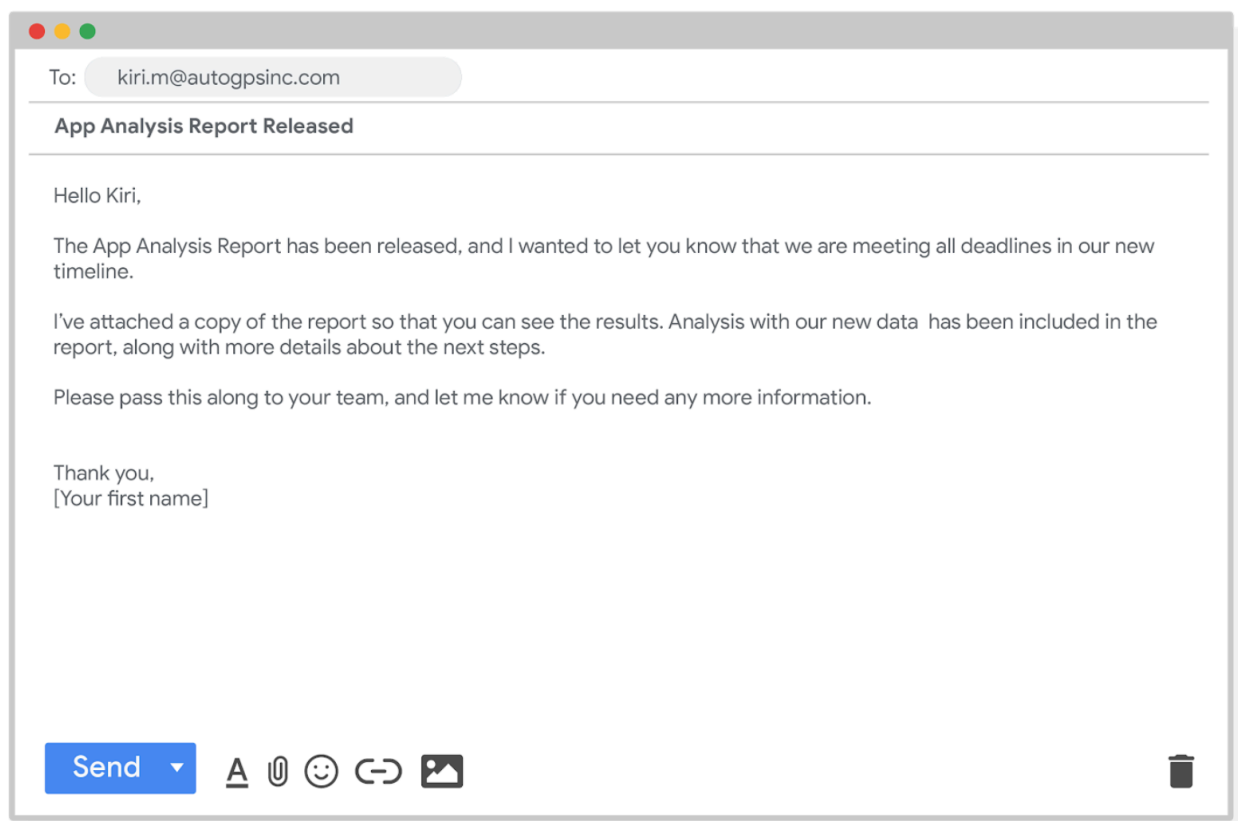 To: kiri.m@autogpsinc.com
App Analysis Report Released
Hello Kiri,
The App Analysis Report has been released, and I wanted to let you know that we are meeting all deadlines in our new
timeline.
I've attached a copy of the report so that you can see the results. Analysis with our new data  has been included in the
report, along with more details about the next steps.
Please pass this along to your team, and let me know if you need any more information.
Thank you,
[Your first name]
Send
A